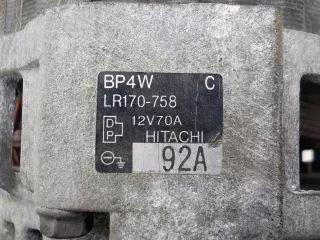 BP4W C
LR170-758
D P 12V70A
HITACHI
92A